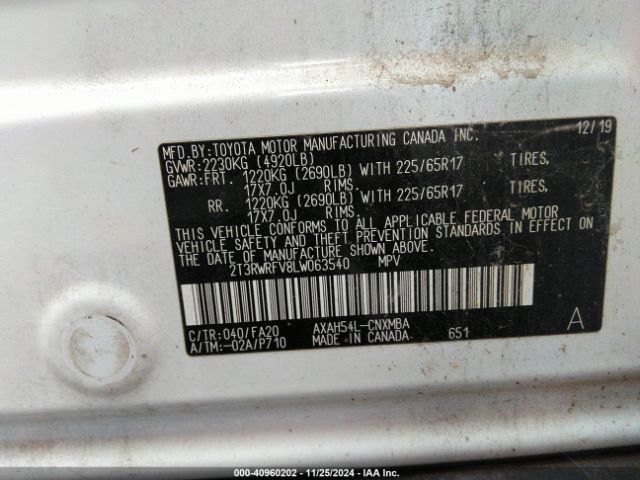 MFD.BY:TOYOTA MOTOR MANUFACTURING CANADA INC. 12/19
GVWR:2230KG (4920LB)
GAWR:FRT. 1220KG (2690LB) WITH 225/65R17 TIRES,
17X7.0J RIMS.
RR. 1220KG (2690LB) WITH 225/65R17 TIRES,
17X7.0J RIMS.
THIS VEHICLE CONFORMS TO ALL APPLICABLE FEDERAL MOTOR
VEHICLE SAFETY AND THEFT PREVENTION STANDARDS IN EFFECT ON
THE DATE OF MANUFACTURE SHOWN ABOVE.
2T3RWRFV8LW063540 MPV
C/TR:040/FA20 AXAH54L-CNXMBA A
A/TM:-02A/P710 MADE IN CANADA 651
000-40960202 - 11/25/2024 - IAA Inc.